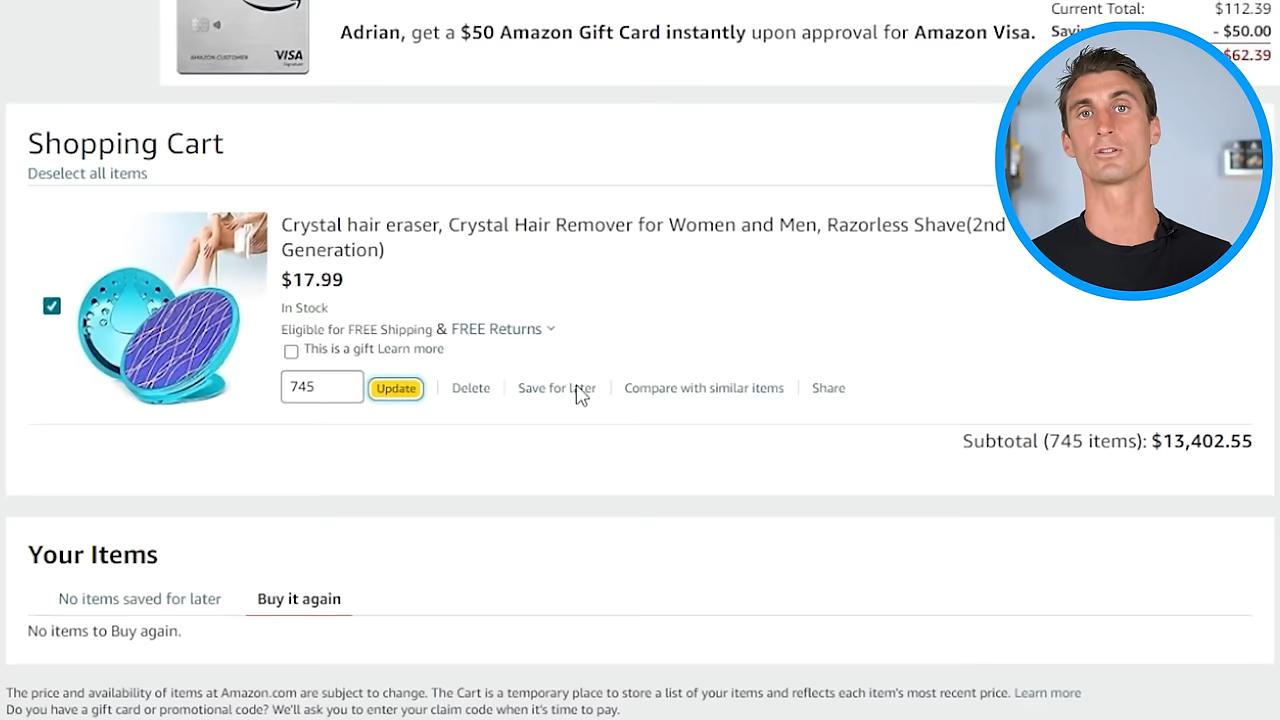 Current Total: $112.39
Adrian, get a $50 Amazon Gift Card instantly upon approval for Amazon Visa.
- $50.00
$62.39
AMAZON CUSTOMER
VISA
Signature
Shopping Cart
Deselect all items
Crystal hair eraser, Crystal Hair Remover for Women and Men, Razorless Shave(2nd
Generation)
$17.99
In Stock
Eligible for FREE Shipping & FREE Returns
This is a gift Learn more
745 Update Delete Save for later Compare with similar items Share
Subtotal (745 items): $13,402.55
Your Items
No items saved for later Buy it again
No items to Buy again.
The price and availability of items at Amazon.com are subject to change. The Cart is a temporary place to store a list of your items and reflects each item's most recent price. Learn more
Do you have a gift card or promotional code? We'll ask you to enter your claim code when it's time to pay.